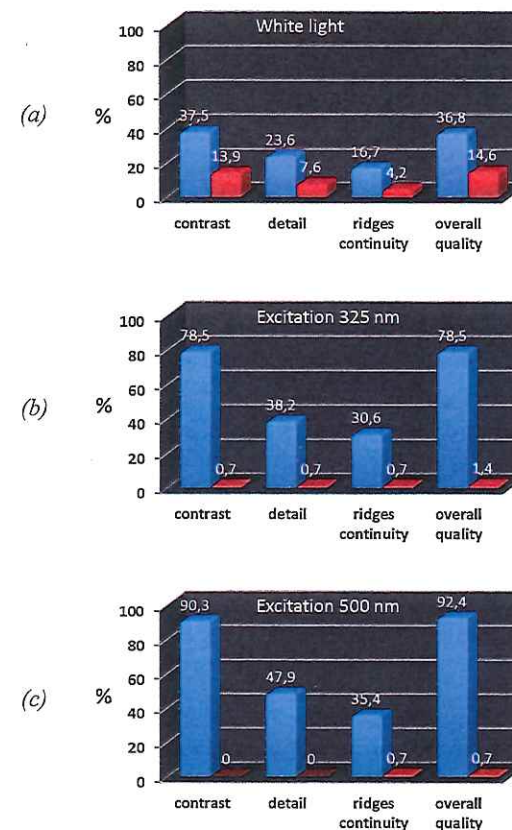 White light
(a)
%
100
80
60
40
20
0
37,5
13,9
23,6
7,6
16,7
4,2
36,8
14,6
contrast
detail
ridges
continuity
overall
quality
Excitation 325 nm
(b)
%
100
80
60
40
20
0
78,5
0,7
38,2
0,7
30,6
0,7
78,5
1,4
contrast
detail
ridges
continuity
overall
quality
Excitation 500 nm
(c)
%
100
80
60
40
20
0
90,3
0
47,9
0
35,4
0,7
92,4
0,7
contrast
detail
ridges
continuity
overall
quality